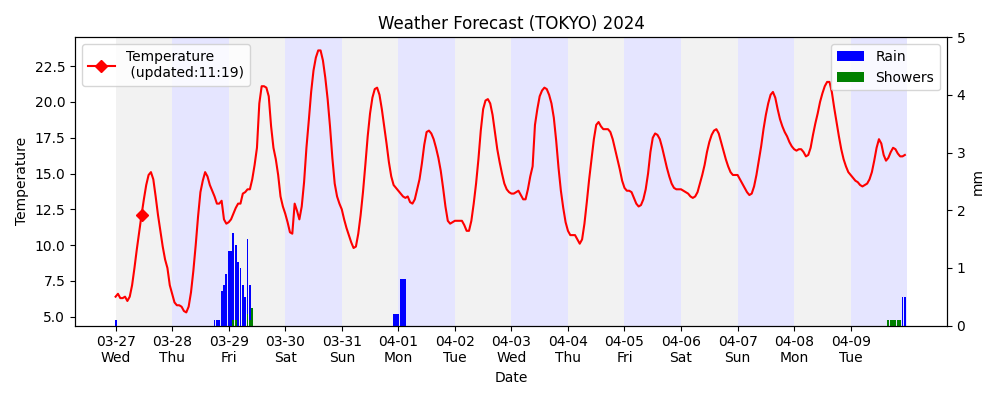 Weather Forecast (TOKYO) 2024
Temperature
(updated:11:19)
Rain
Showers
Temperature
22.5
20.0
17.5
15.0
12.5
10.0
7.5
5.0
5
4
3
2
1
0
mm
03-27 03-28 03-29 03-30 03-31 04-01 04-02 04-03 04-04 04-05 04-06 04-07 04-08 04-09
Wed Thu Fri Sat Sun Mon Tue Wed Thu Fri Sat Sun Mon Tue
Date